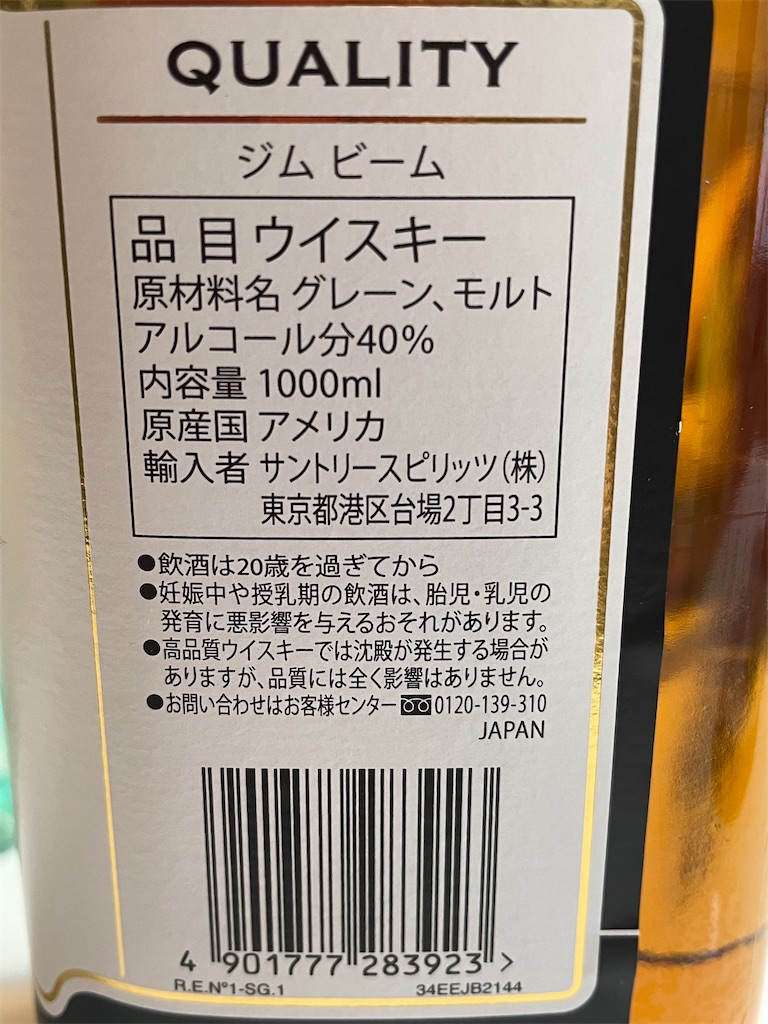 QUALITY
ジム ビーム
品 目 ウイスキー
原材料名 グレーン、モルト
アルコール分40%
内容量 1000ml
原産国 アメリカ
輸入者 サントリースピリッツ(株)
東京都港区台場2丁目3-3
●飲酒は20歳を過ぎてから
●妊娠中や授乳期の飲酒は、胎児・乳児の
発育に悪影響を与えるおそれがあります。
●高品質ウイスキーでは沈殿が発生する場合が
ありますが、品質には全く影響はありません。
●お問い合わせはお客様センター 0120-139-310
JAPAN
4 901777 283923 >
R.E.Nº1-SG.1 34EEJB2144